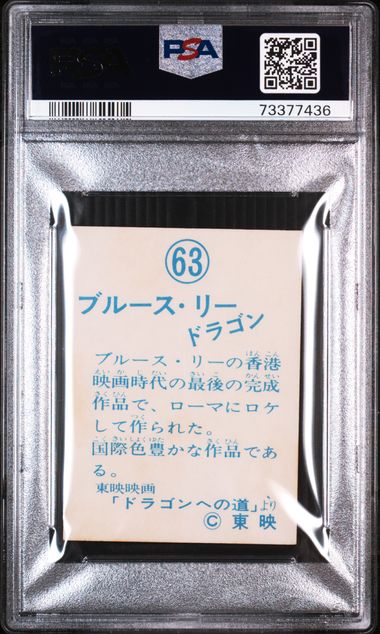 PSA
PSA
73377436
63
ブルース・リー
ドラゴン
ブルース・リーの香港
映画時代の最後の完成
作品で、ローマにロケ
して作られた。
国際色豊かな作品であ
る。
東映映画
「ドラゴンへの道」より
© 東映